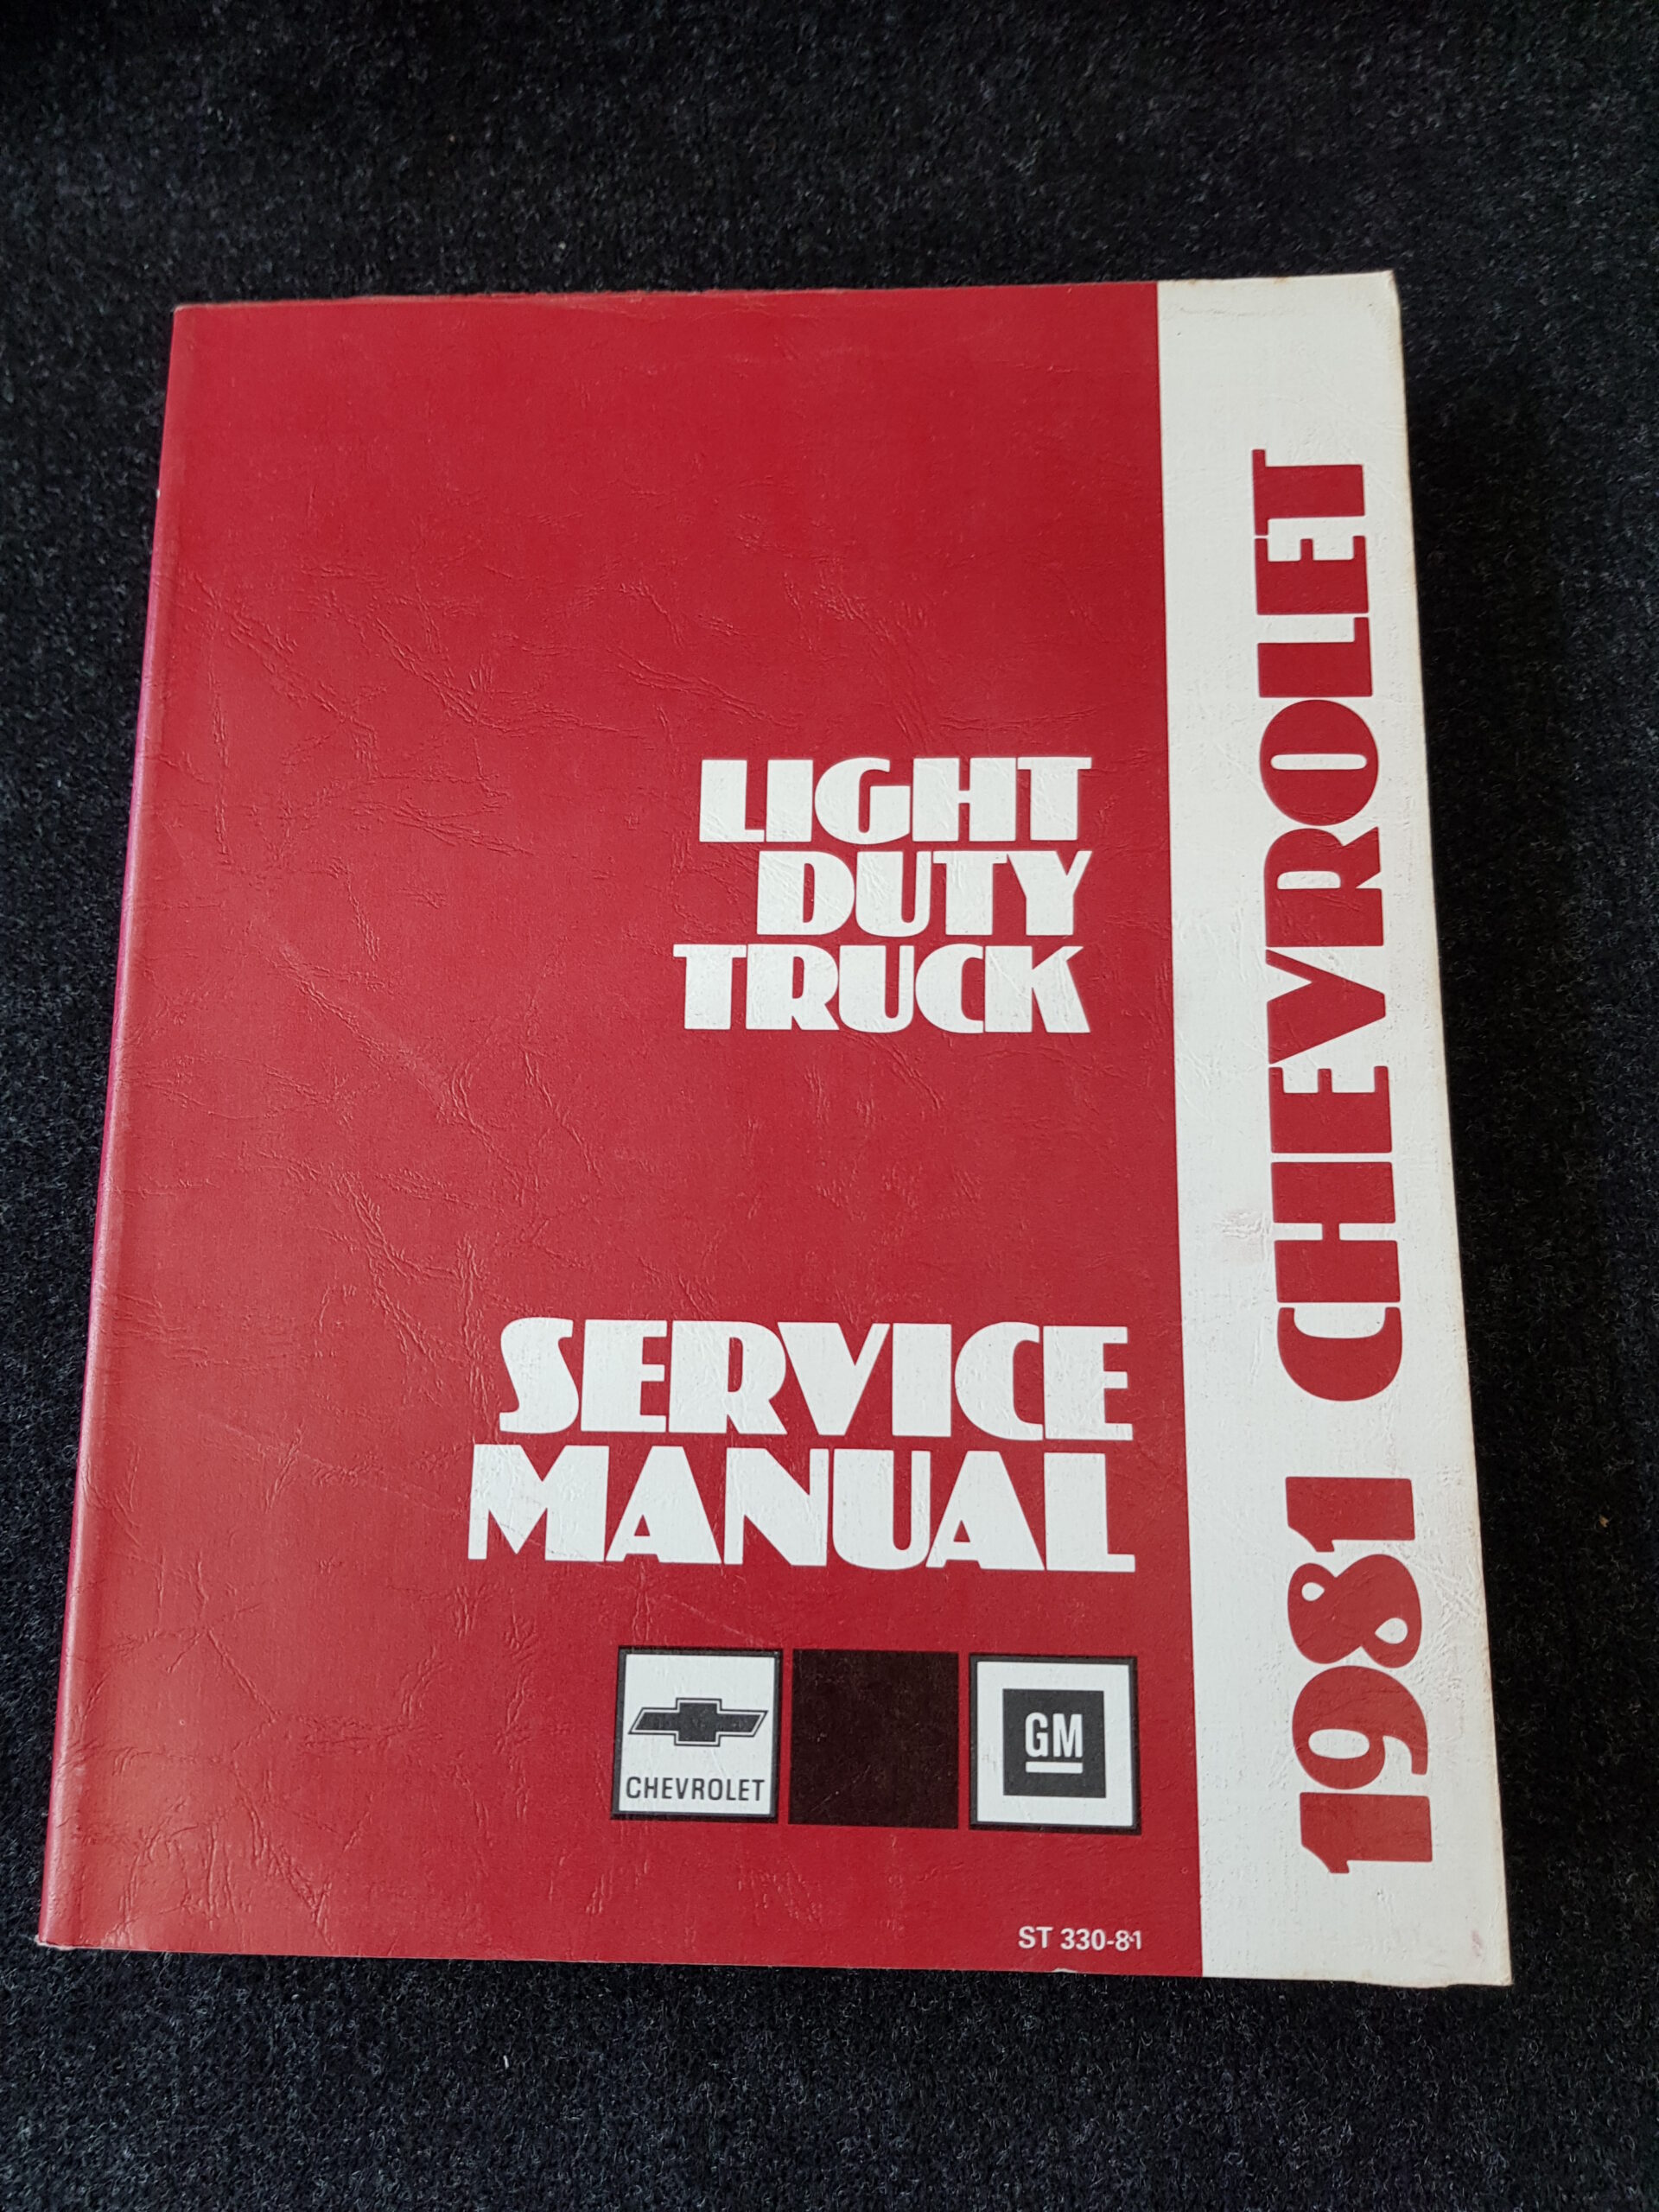 LIGHT
DUTY
TRUCK
SERVICE
MANUAL
CHEVROLET
GM
ST 330-81
1981 CHEVROLET